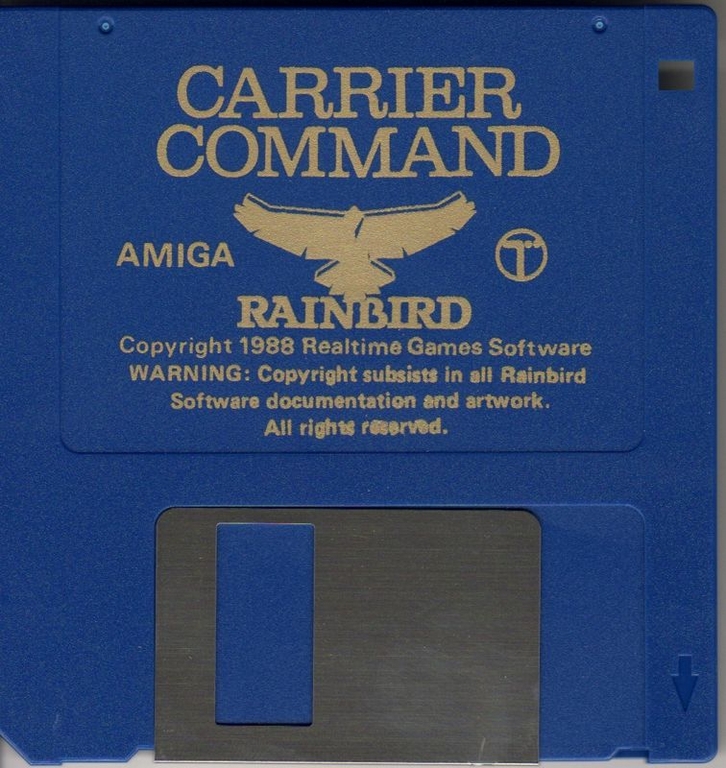 CARRIER
COMMAND
AMIGA
RAINBIRD
Copyright 1988 Realtime Games Software
WARNING: Copyright subsists in all Rainbird
Software documentation and artwork.
All rights reserved.